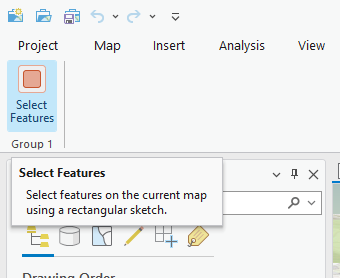 Project Map Insert Analysis View
Select
Features
Group 1
Select Features
Select features on the current map
using a rectangular sketch.
Drawing Order